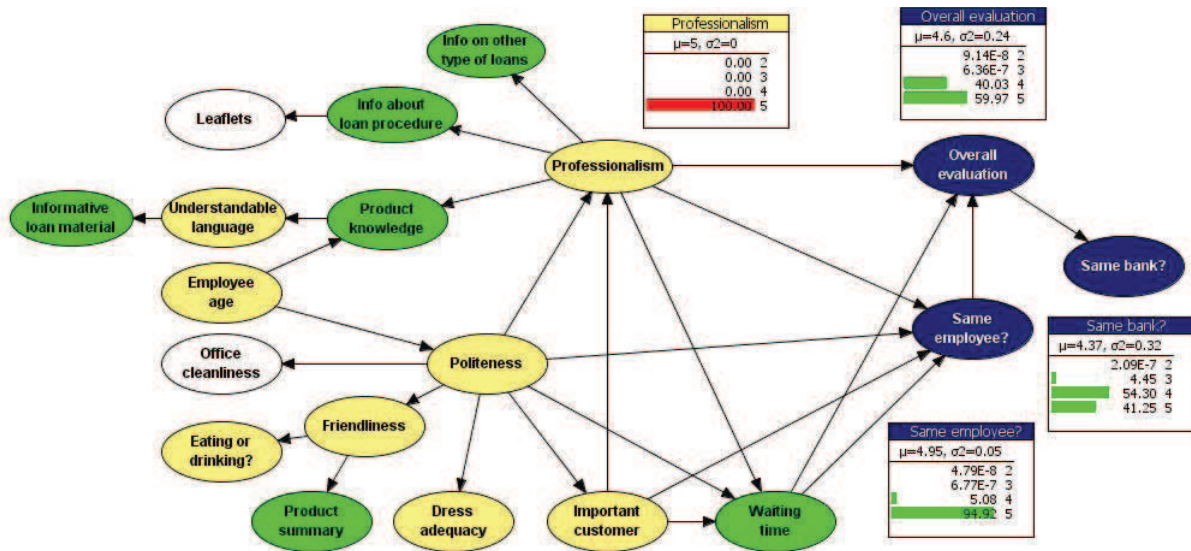 Info on other
type of loans
Professionalism
μ=5, σ2=0
0.00 2
0.00 3
0.00 4
100.00 5
Overall evaluation
μ=4.6, σ2=0.24
9.14E-8 2
6.36E-7 3
40.03 4
59.97 5
Leaflets
Info about
loan procedure
Professionalism
Overall
evaluation
Informative
loan material
Understandable
language
Product
knowledge
Same bank?
Employee
age
Same
employee?
Office
cleanliness
Politeness
Same bank?
μ=4.37, σ2=0.32
2.09E-7 2
4.45 3
54.30 4
41.25 5
Friendliness
Eating or
drinking?
Same employee?
μ=4.95, σ2=0.05
4.79E-8 2
6.77E-7 3
5.08 4
94.92 5
Product
summary
Dress
adequacy
Important
customer
Waiting
time